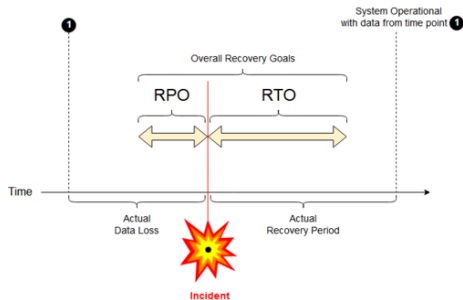 System Operational
with data from time point 1
1
Overall Recovery Goals
RPO
RTO
Time
Actual
Data Loss
Actual
Recovery Period
Incident